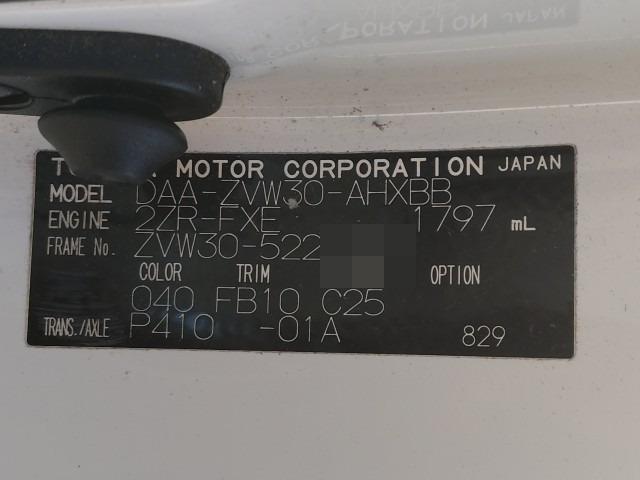 MOTOR CORPORATION JAPAN
MODEL DAA-ZVW30-AHXBB
ENGINE 2ZR-FXE 1797 mL
FRAME No. ZVW30-522
COLOR TRIM OPTION
040 FB10 C25
TRANS./AXLE P410 -01A 829